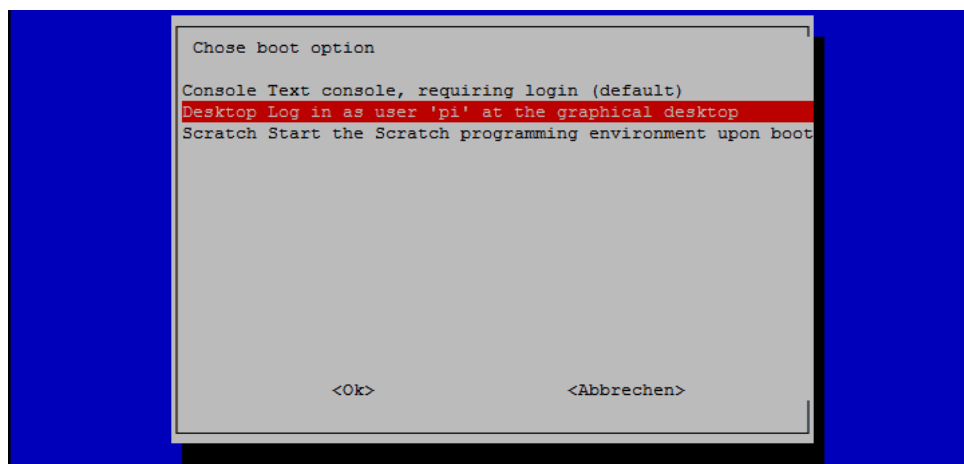 Chose boot option
Console Text console, requiring login (default)
Desktop Log in as user 'pi' at the graphical desktop
Scratch Start the Scratch programming environment upon boot
<Ok> <Abbrechen>